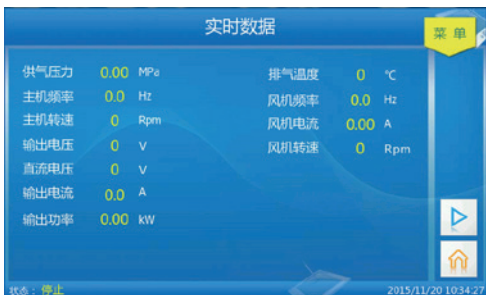 实时数据
菜 单
供气压力 0.00 MPa
排气温度 0 ℃
主机频率 0.0 Hz
风机频率 0.0 Hz
主机转速 0 Rpm
风机电流 0.00 A
输出电压 0 V
风机转速 0 Rpm
直流电压 0 V
输出电流 0.0 A
输出功率 0.00 kW
状态： 停止
2015/11/20 10:34:27